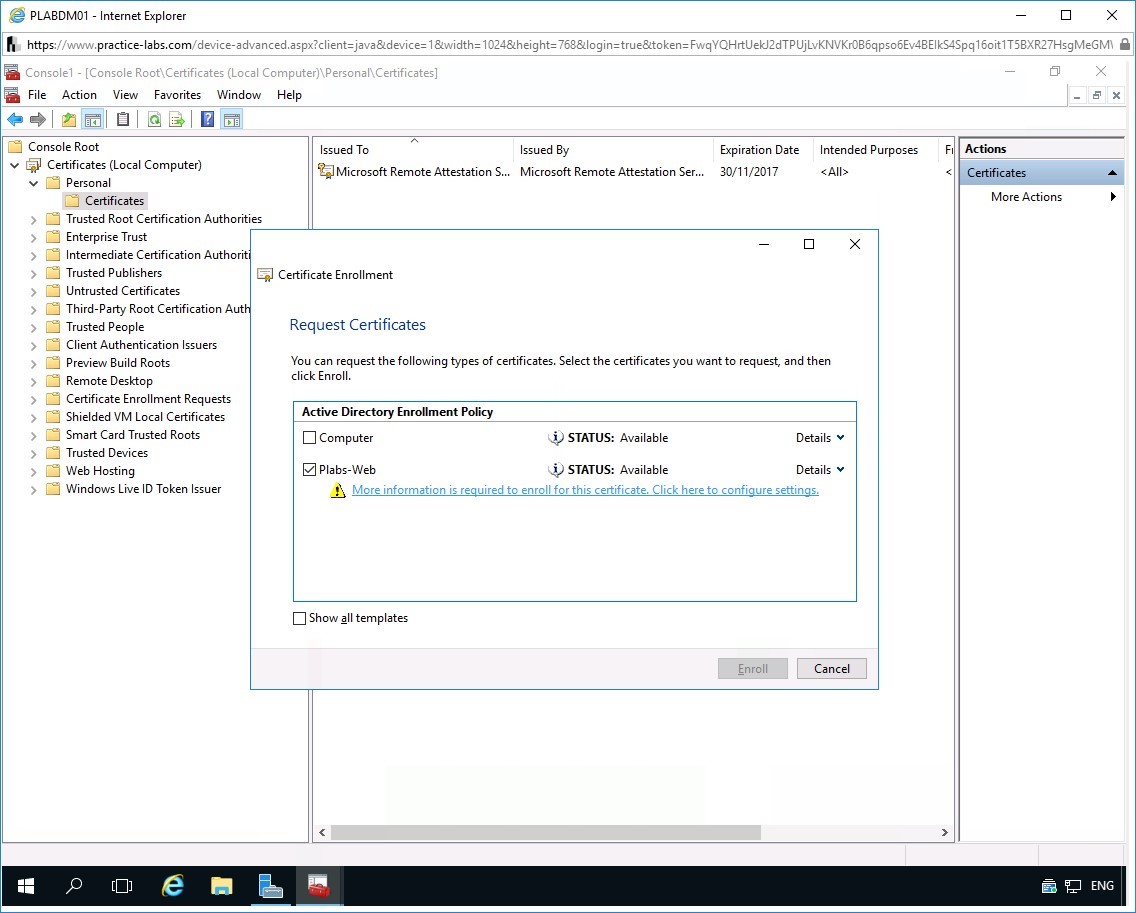 PLABDM01 - Internet Explorer
https://www.practice-labs.com/device-advanced.aspx?client=java&device=1&width=1024&height=768&login=true&token=
Console1 - [Console Root\Certificates (Local Computer)\Personal\Certificates]
File Action View Favorites Window Help
Console Root
Certificates (Local Computer)
Personal
Certificates
Trusted Root Certification Authorities
Enterprise Trust
Intermediate Certification Authoriti
Trusted Publishers
Untrusted Certificates
Third-Party Root Certification Auth
Trusted People
Client Authentication Issuers
Preview Build Roots
Remote Desktop
Certificate Enrollment Requests
Shielded VM Local Certificates
Smart Card Trusted Roots
Trusted Devices
Web Hosting
Windows Live ID Token Issuer
Issued To Issued By Expiration Date Intended Purposes Fr
Microsoft Remote Attestation S... Microsoft Remote Attestation Ser... 30/11/2017 <All> <
Actions
Certificates
More Actions
Certificate Enrollment
Request Certificates
You can request the following types of certificates. Select the certificates you want to request, and then
click Enroll.
Active Directory Enrollment Policy
Computer STATUS: Available Details
Plabs-Web STATUS: Available Details
More information is required to enroll for this certificate. Click here to configure settings.
Show all templates
Enroll Cancel
ENG